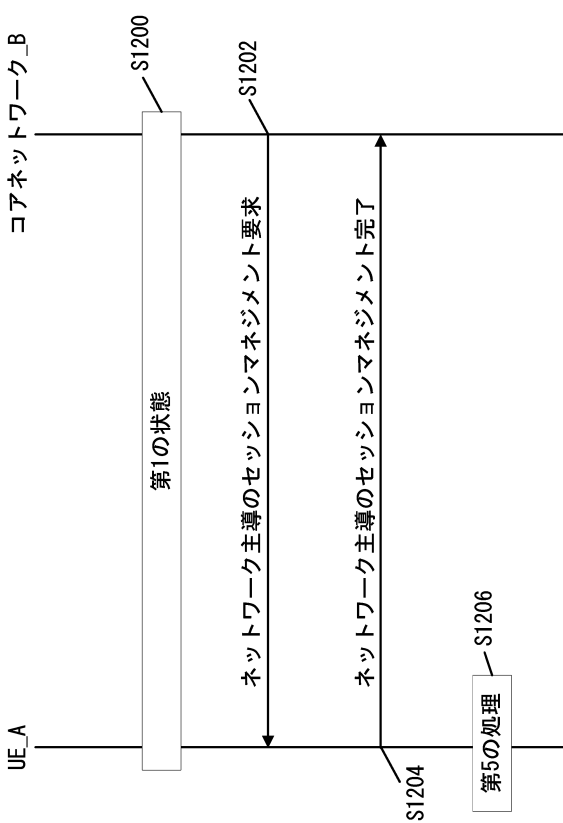 UE_A
コアネットワーク_B
第1の状態
S1200
ネットワーク主導のセッションマネジメント要求
S1202
ネットワーク主導のセッションマネジメント完了
S1204
第5の処理
S1206